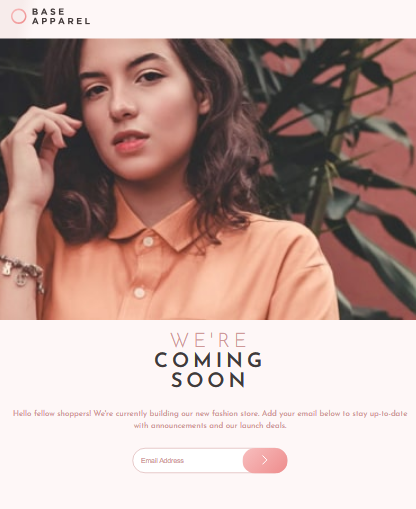 BASE
APPAREL
WE'RE
COMING
SOON
Hello fellow shoppers! We're currently building our new fashion store. Add your email below to stay up-to-date
with announcements and our launch deals.
Email Address